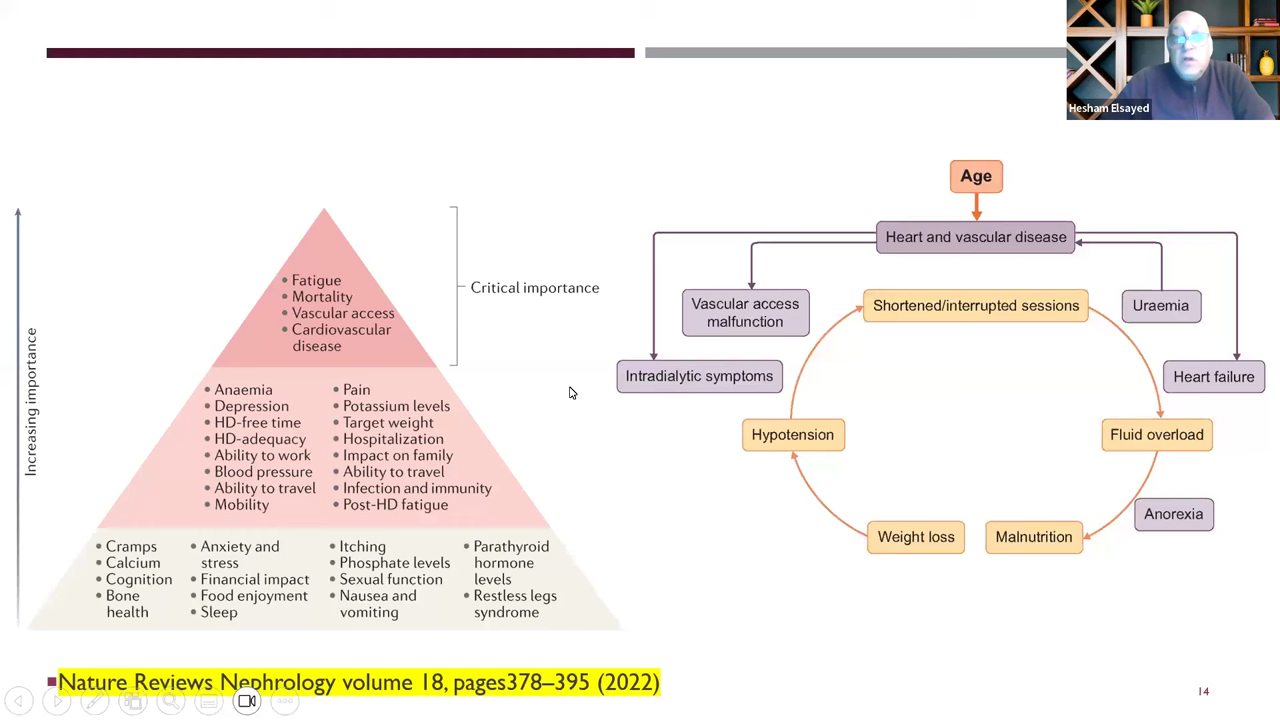 Hesham Elsayed
Increasing importance
• Fatigue
• Mortality
• Vascular access
• Cardiovascular
disease
Critical importance
• Anaemia
• Depression
• HD-free time
• HD-adequacy
• Ability to work
• Blood pressure
• Ability to travel
• Mobility
• Pain
• Potassium levels
• Target weight
• Hospitalization
• Impact on family
• Ability to travel
• Infection and immunity
• Post-HD fatigue
• Cramps
• Calcium
• Cognition
• Bone
health
• Anxiety and
stress
• Financial impact
• Food enjoyment
• Sleep
• Itching
• Phosphate levels
• Sexual function
• Nausea and
vomiting
• Parathyroid
hormone
levels
• Restless legs
syndrome
Age
Heart and vascular disease
Vascular access
malfunction
Shortened/interrupted sessions
Uraemia
Intradialytic symptoms
Heart failure
Hypotension
Fluid overload
Anorexia
Weight loss
Malnutrition
Nature Reviews Nephrology volume 18, pages378–395 (2022)
14